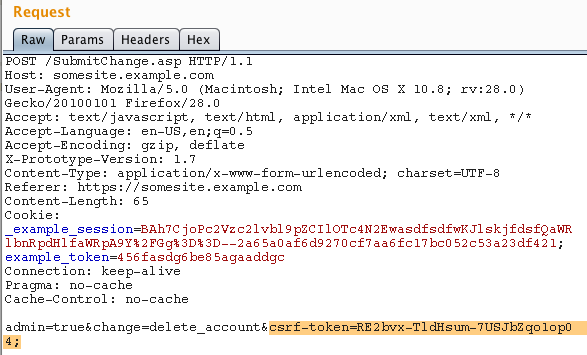 Request
Raw Params Headers Hex
POST /SubmitChange.asp HTTP/1.1
Host: somesite.example.com
User-Agent: Mozilla/5.0 (Macintosh; Intel Mac OS X 10.8; rv:28.0)
Gecko/20100101 Firefox/28.0
Accept: text/javascript, text/html, application/xml, text/xml, */*
Accept-Language: en-US,en;q=0.5
Accept-Encoding: gzip, deflate
X-Prototype-Version: 1.7
Content-Type: application/x-www-form-urlencoded; charset=UTF-8
Referer: https://somesite.example.com
Content-Length: 65
Cookie:
_example_session=BAh7CjoPc2Vzc2lvbl9pZCIlOTc4N2EwasdfsdfwKJlskjfdsfQaWR
lbnRpdHlfaWRpA9Y%2FGg%3D%3D--2a65a0af6d9270cf7aa6fc17bc052c53a23df421;
example_token=456fasdg6be85agaaddgc
Connection: keep-alive
Pragma: no-cache
Cache-Control: no-cache
admin=true&change=delete_account&csrf-token=RE2bvx-TldHsum-7USJbZqo1op0
4;